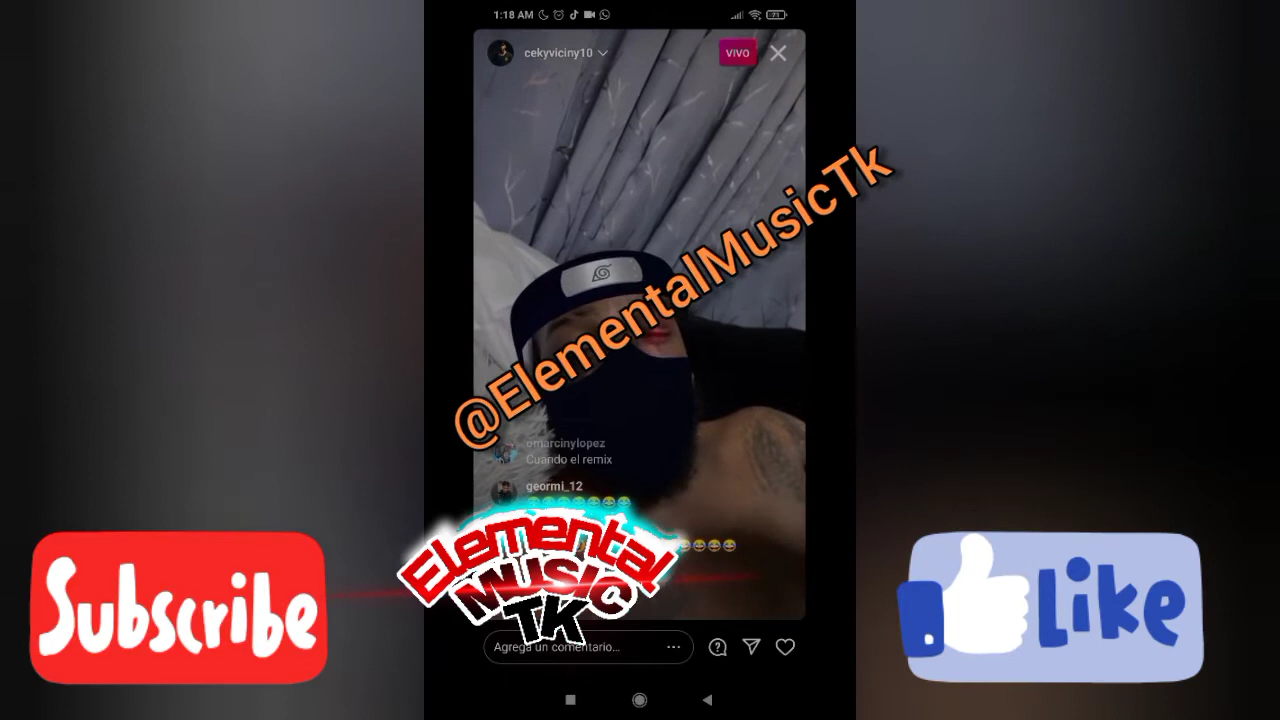 1:18 AM
71
cekyviciny10
VIVO
@ElementalMusicTk
omarcinylopez
Cuando el remix
geormi_12
😂😂😂😂😂😂😂
😂😂😂😂
Elemental
MUSIC
TK
Subscribe
Like
Agrega un comentario...